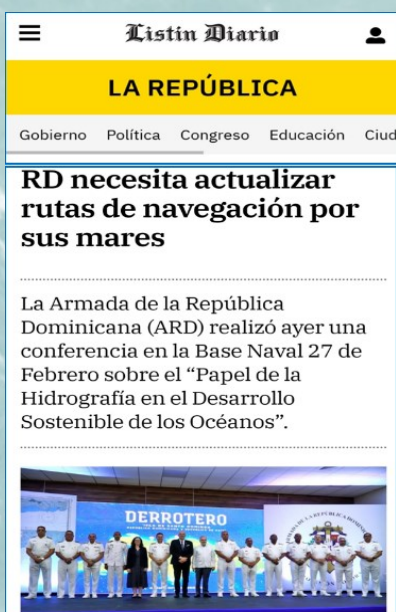 Listin Diario
LA REPÚBLICA
Gobierno Política Congreso Educación Ciud
RD necesita actualizar
rutas de navegación por
sus mares
La Armada de la República
Dominicana (ARD) realizó ayer una
conferencia en la Base Naval 27 de
Febrero sobre el “Papel de la
Hidrografía en el Desarrollo
Sostenible de los Océanos”.
DERROTERO